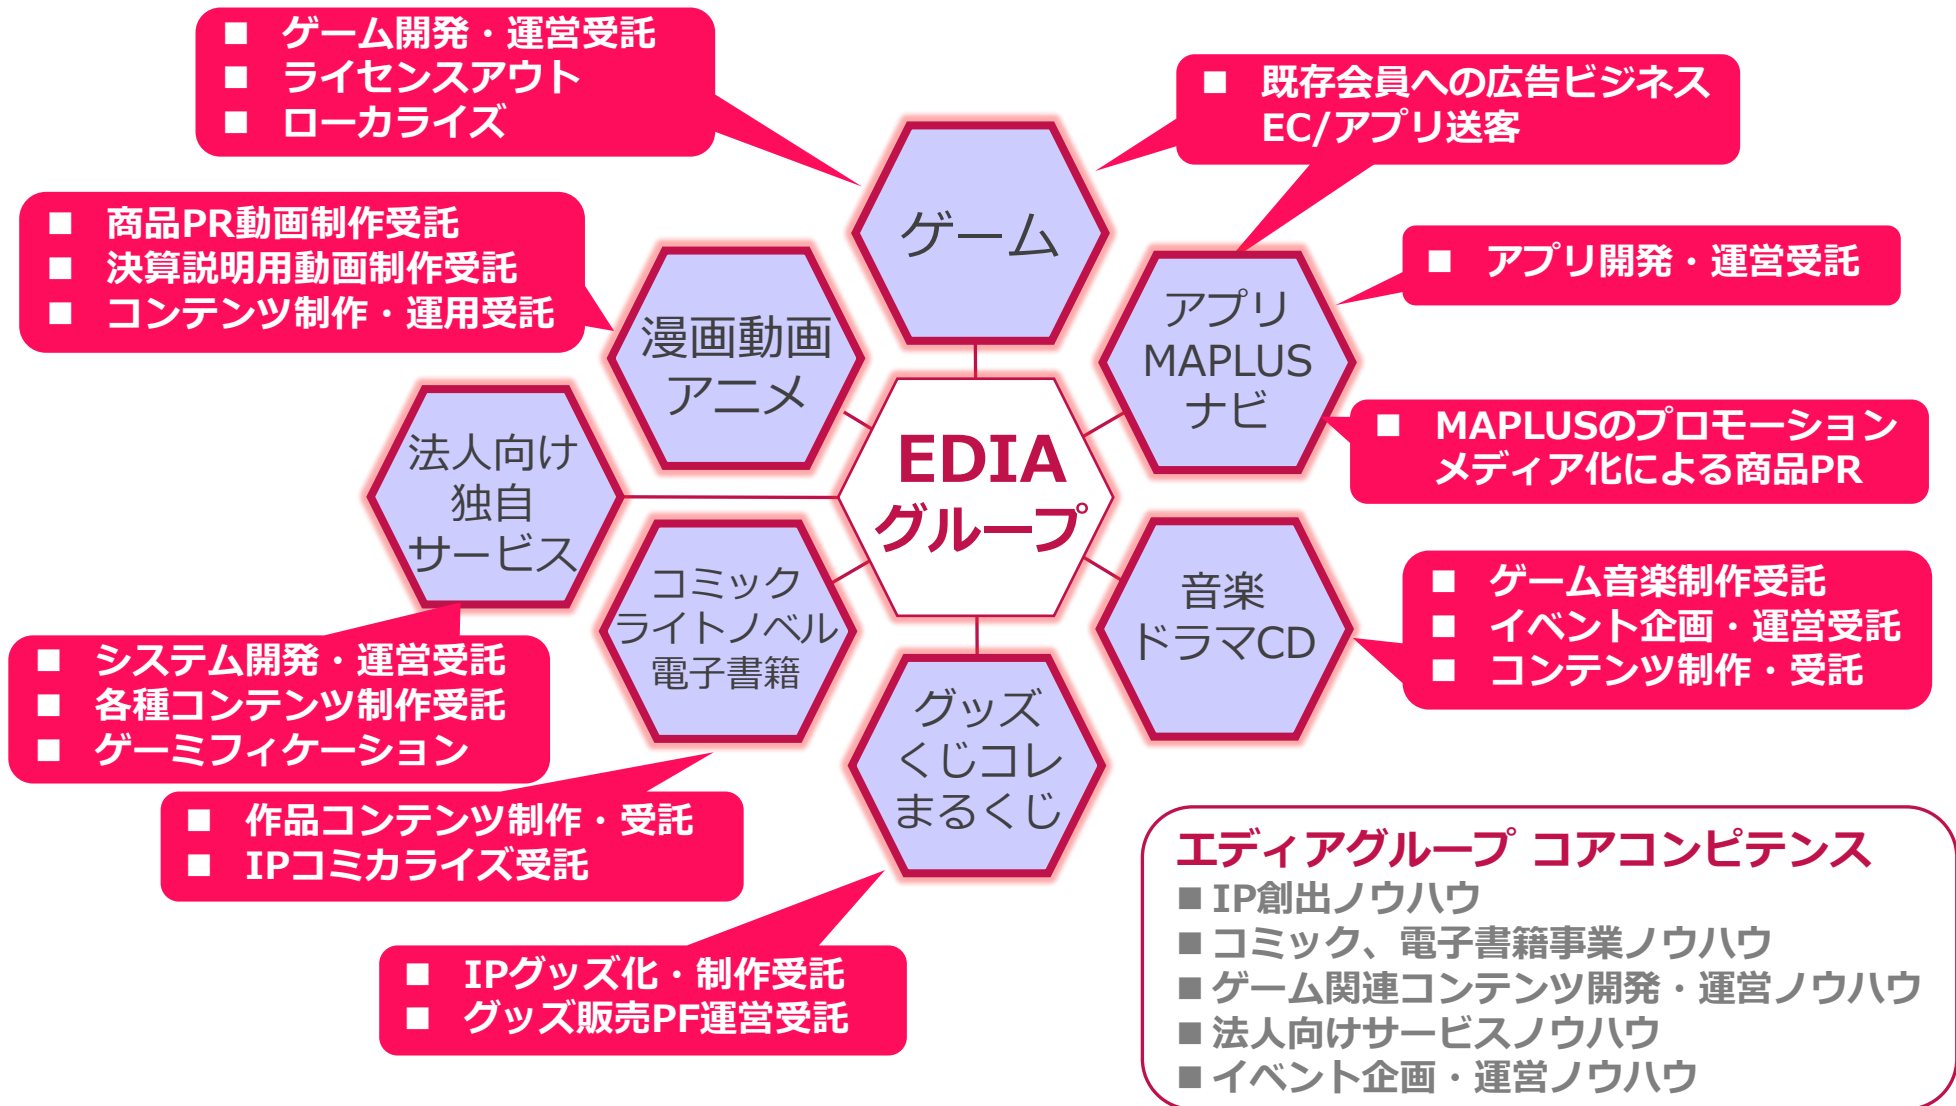 ■ ゲーム開発・運営受託
■ ライセンスアウト
■ ローカライズ
■ 既存会員への広告ビジネス
EC/アプリ送客
■ 商品PR動画制作受託
■ 決算説明用動画制作受託
■ コンテンツ制作・運用受託
■ アプリ開発・運営受託
ゲーム
漫画動画
アニメ
アプリ
MAPLUS
ナビ
■ MAPLUSのプロモーション
メディア化による商品PR
法人向け
独自
サービス
EDIA
グループ
コミック
ライトノベル
電子書籍
音楽
ドラマCD
■ ゲーム音楽制作受託
■ イベント企画・運営受託
■ コンテンツ制作・受託
■ システム開発・運営受託
■ 各種コンテンツ制作受託
■ ゲーミフィケーション
グッズ
くじコレ
まるくじ
■ 作品コンテンツ制作・受託
■ IPコミカライズ受託
■ IPグッズ化・制作受託
■ グッズ販売PF運営受託
エディアグループ コアコンピテンス
■ IP創出ノウハウ
■ コミック、電子書籍事業ノウハウ
■ ゲーム関連コンテンツ開発・運営ノウハウ
■ 法人向けサービスノウハウ
■ イベント企画・運営ノウハウ